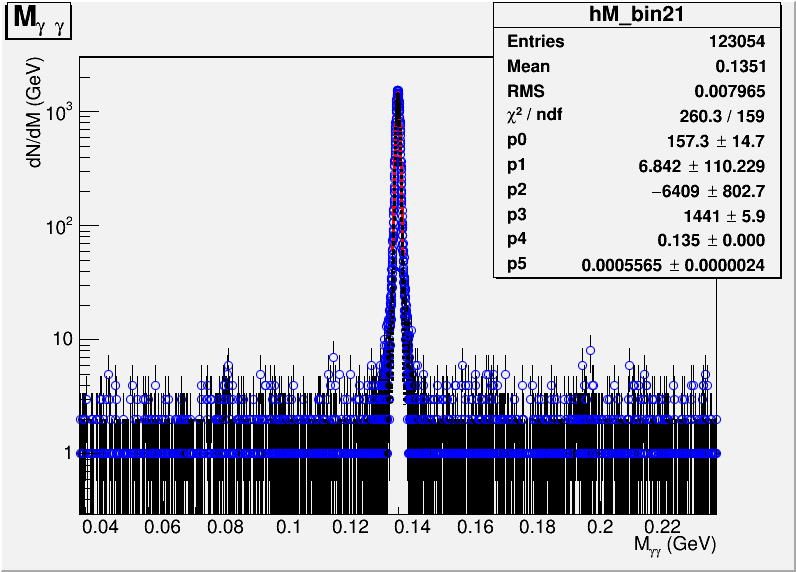 M γ γ
hM_bin21
Entries 123054
Mean 0.1351
RMS 0.007965
χ² / ndf 260.3 / 159
p0 157.3 ± 14.7
p1 6.842 ± 110.229
p2 −6409 ± 802.7
p3 1441 ± 5.9
p4 0.135 ± 0.000
p5 0.0005565 ± 0.0000024
dN/dM (GeV)
10³
10²
10
1
0.04 0.06 0.08 0.1 0.12 0.14 0.16 0.18 0.2 0.22
Mγγ (GeV)